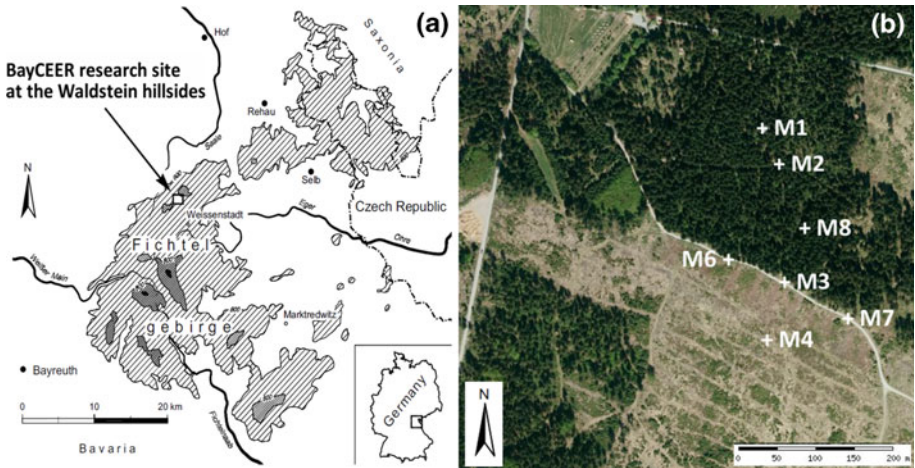 (a)
Hof
Saxonia
BayCEER research site
at the Waldstein hillsides
Rehau
Saale
Selb
N
Czech Republic
Weissenstadt
Eger
Ohre
Fichtel
Weißer Main
gebirge
Marktredwitz
Bayreuth
Germany
0 10 20 km
Bavaria
(b)
M1
M2
M8
M6
M3
M7
M4
N
0 50 100 150 200 m